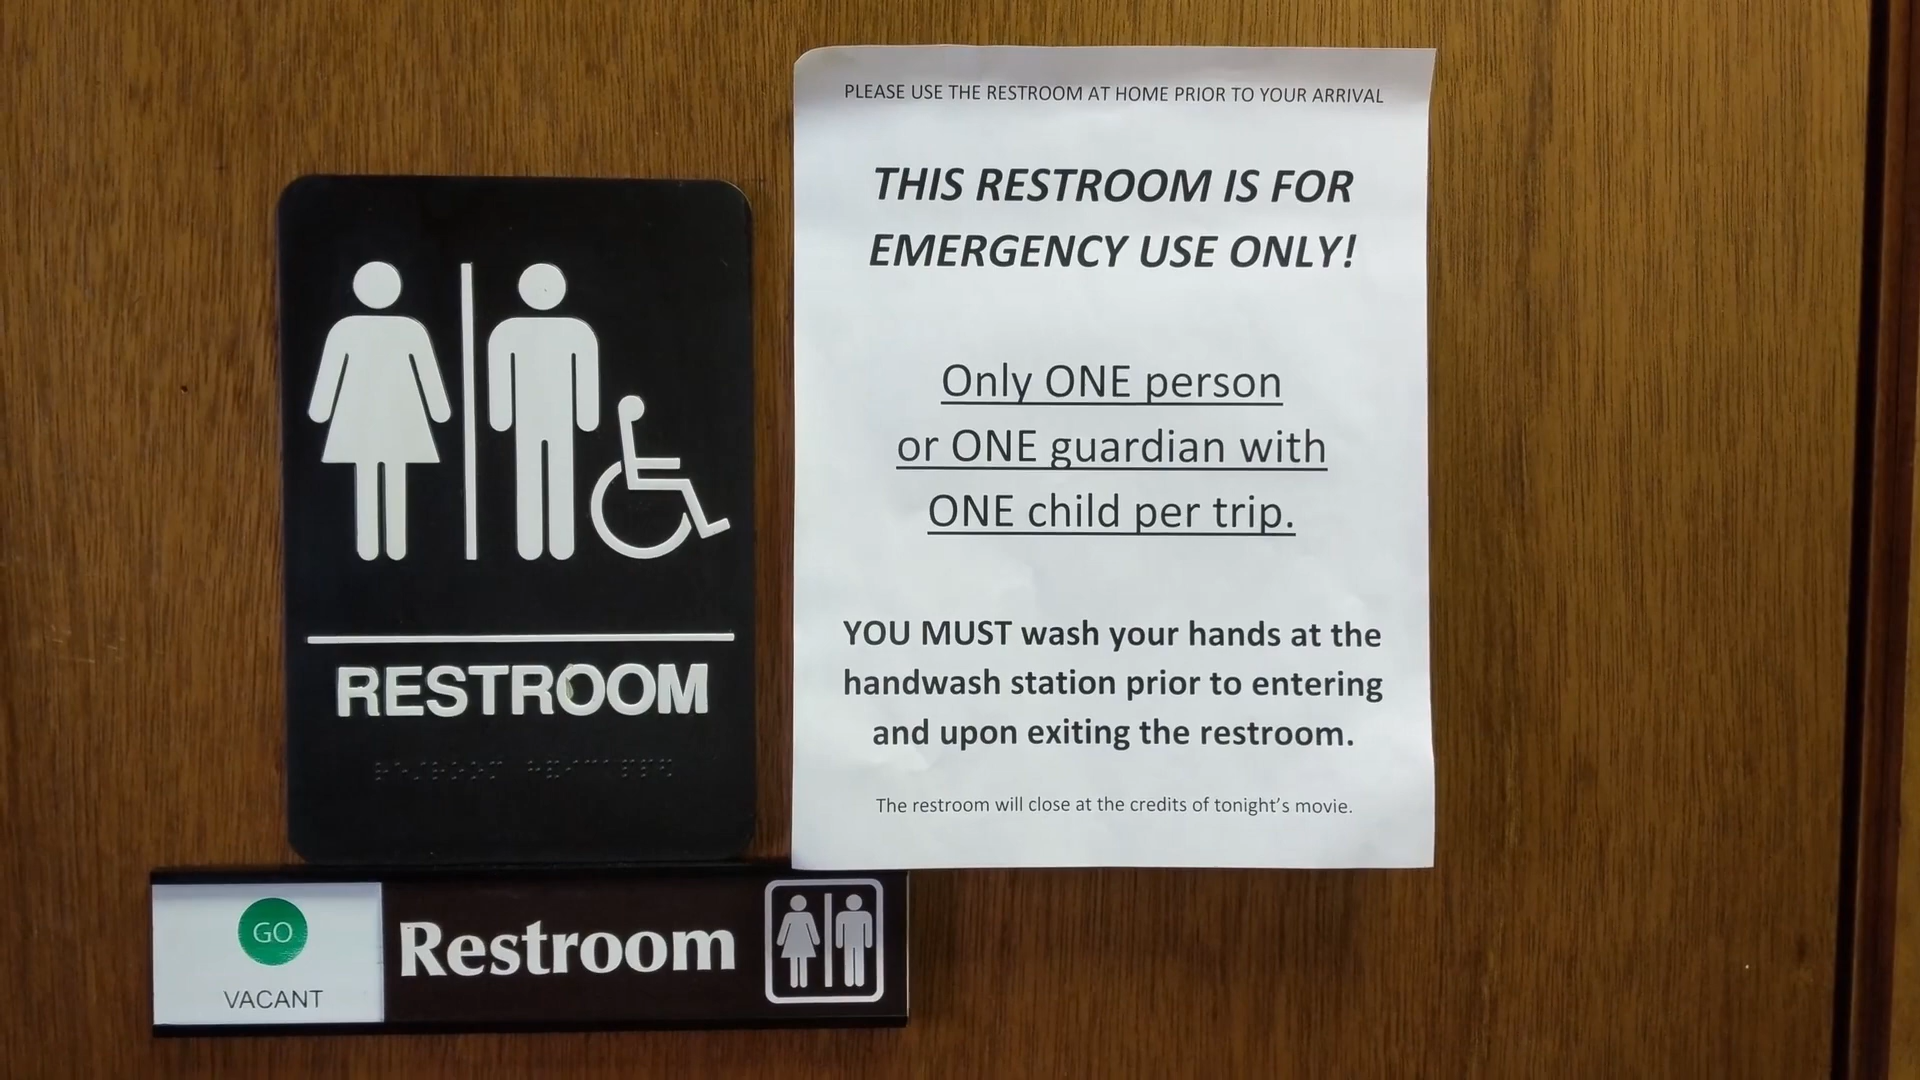 RESTROOM
PLEASE USE THE RESTROOM AT HOME PRIOR TO YOUR ARRIVAL
THIS RESTROOM IS FOR
EMERGENCY USE ONLY!
Only ONE person
or ONE guardian with
ONE child per trip.
YOU MUST wash your hands at the
handwash station prior to entering
and upon exiting the restroom.
The restroom will close at the credits of tonight's movie.
GO
VACANT
Restroom